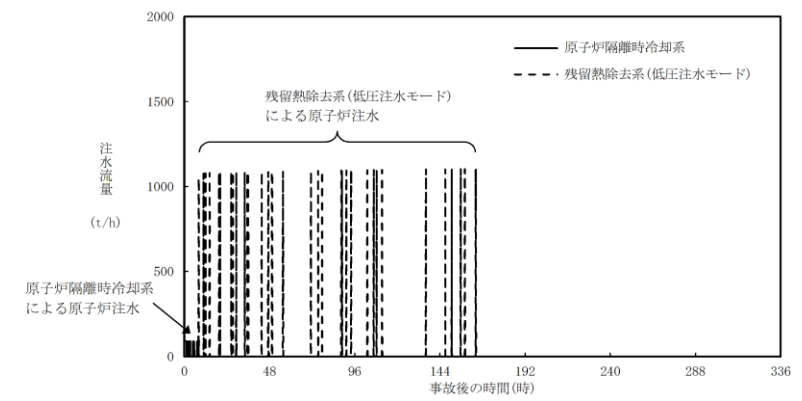 2000
1500
1000
500
0
注水流量
(t/h)
原子炉隔離時冷却系
残留熱除去系(低圧注水モード)
残留熱除去系(低圧注水モード)
による原子炉注水
原子炉隔離時冷却系
による原子炉注水
0 48 96 144 192 240 288 336
事故後の時間(時)